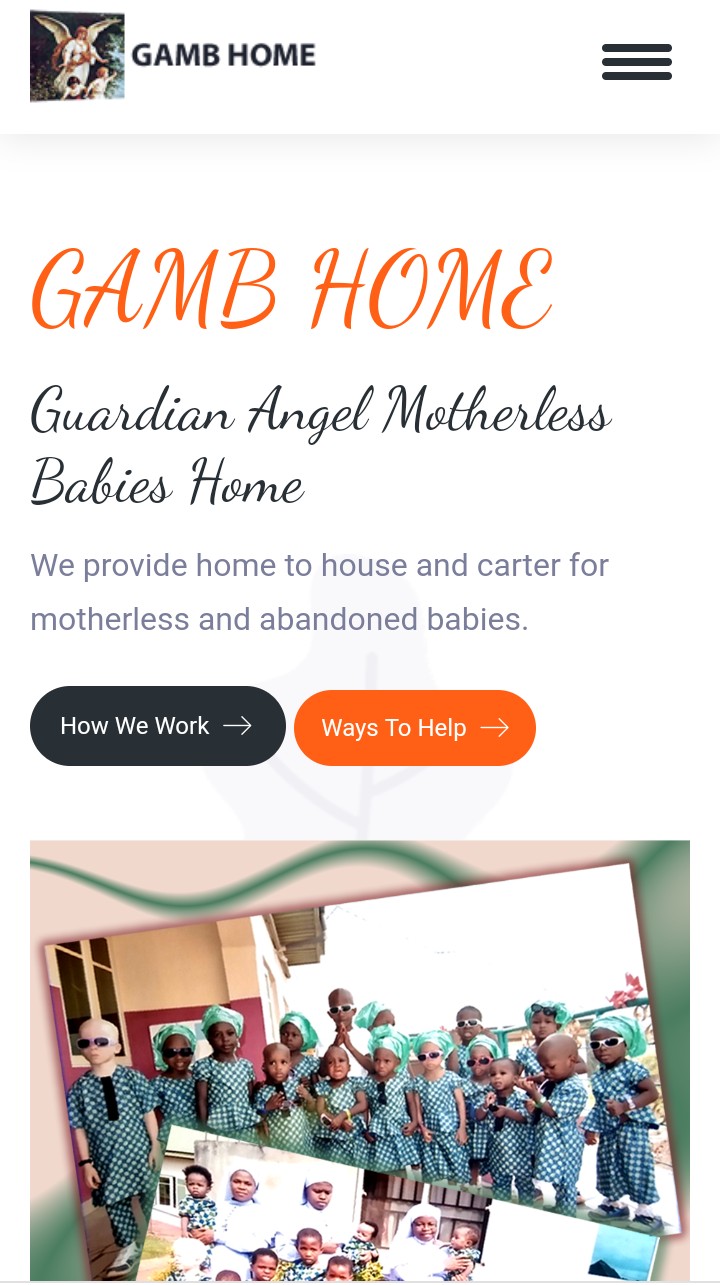 GAMB HOME
GAMB HOME
Guardian Angel Motherless
Babies Home
We provide home to house and carter for
motherless and abandoned babies.
How We Work
Ways To Help